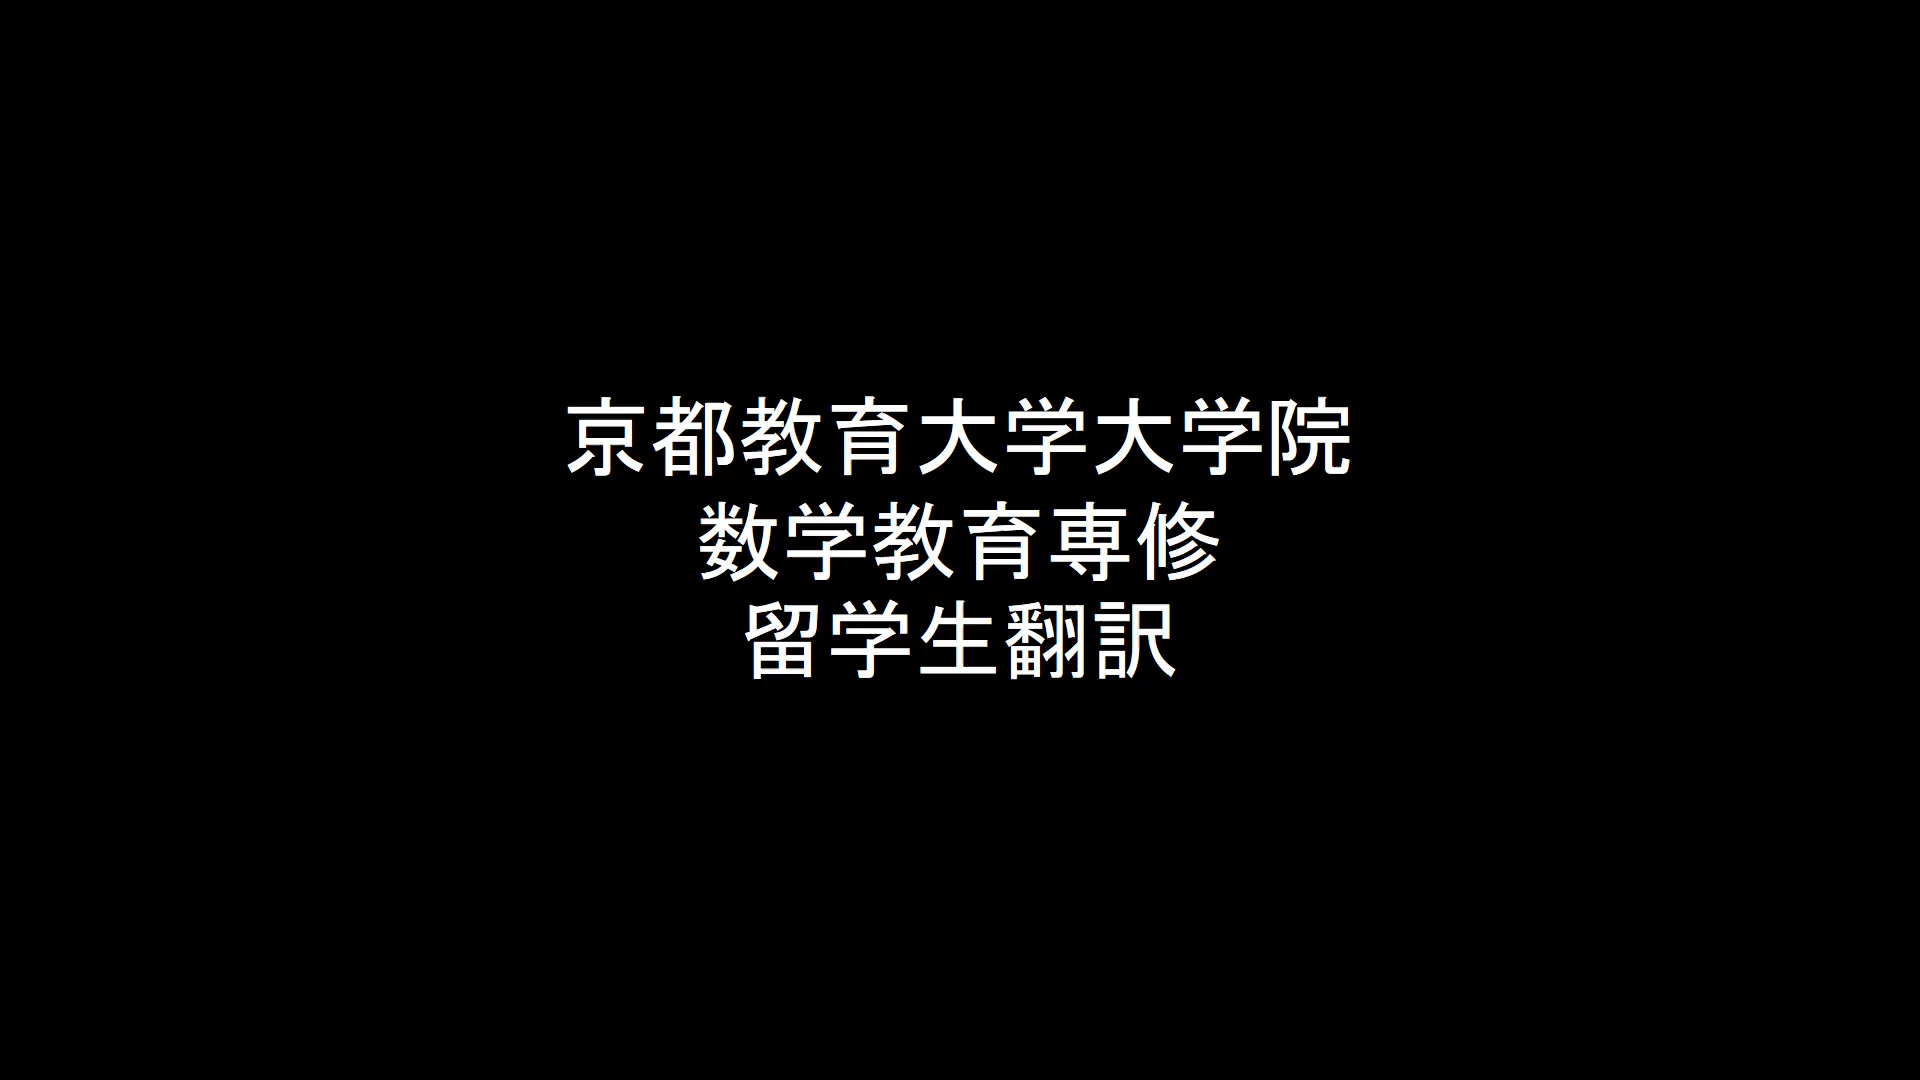 京都教育大学大学院
数学教育専修
留学生翻訳